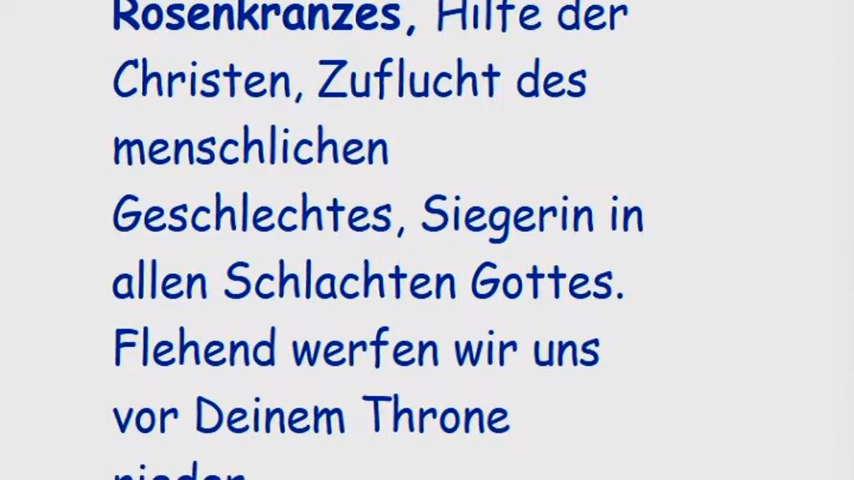 Rosenkranzes, Hilfe der
Christen, Zuflucht des
menschlichen
Geschlechtes, Siegerin in
allen Schlachten Gottes.
Flehend werfen wir uns
vor Deinem Throne
nieder